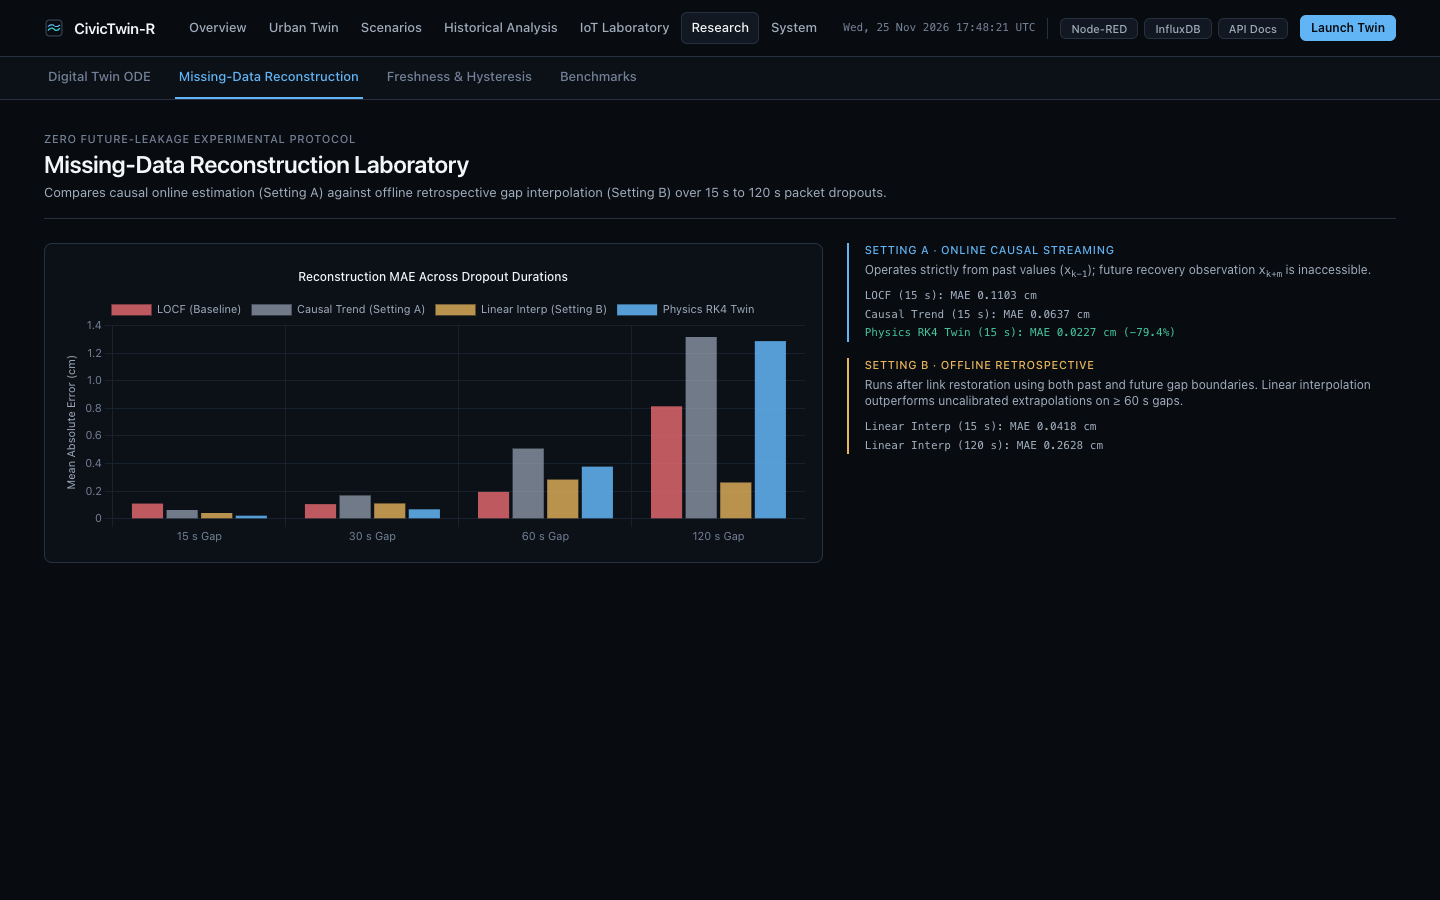 CivicTwin-R
Overview Urban Twin Scenarios Historical Analysis IoT Laboratory Research System
Wed, 25 Nov 2026 17:48:21 UTC
Node-RED InfluxDB API Docs Launch Twin
Digital Twin ODE Missing-Data Reconstruction Freshness & Hysteresis Benchmarks
ZERO FUTURE-LEAKAGE EXPERIMENTAL PROTOCOL
Missing-Data Reconstruction Laboratory
Compares causal online estimation (Setting A) against offline retrospective gap interpolation (Setting B) over 15 s to 120 s packet dropouts.
Reconstruction MAE Across Dropout Durations
LOCF (Baseline) Causal Trend (Setting A) Linear Interp (Setting B) Physics RK4 Twin
Mean Absolute Error (cm)
1.4
1.2
1.0
0.8
0.6
0.4
0.2
0
15 s Gap 30 s Gap 60 s Gap 120 s Gap
SETTING A · ONLINE CAUSAL STREAMING
Operates strictly from past values (xk−1); future recovery observation xk+m is inaccessible.
LOCF (15 s): MAE 0.1103 cm
Causal Trend (15 s): MAE 0.0637 cm
Physics RK4 Twin (15 s): MAE 0.0227 cm (−79.4%)
SETTING B · OFFLINE RETROSPECTIVE
Runs after link restoration using both past and future gap boundaries. Linear interpolation
outperforms uncalibrated extrapolations on ≥ 60 s gaps.
Linear Interp (15 s): MAE 0.0418 cm
Linear Interp (120 s): MAE 0.2628 cm